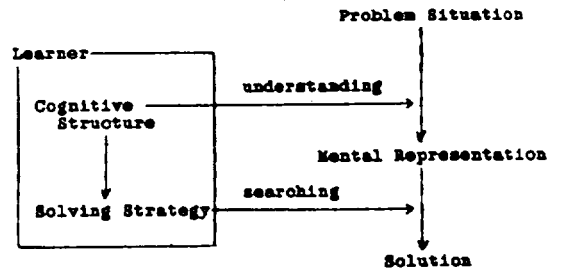 Problem Situation
Learner
understanding
Cognitive
Structure
Mental Representation
searching
Solving Strategy
Solution